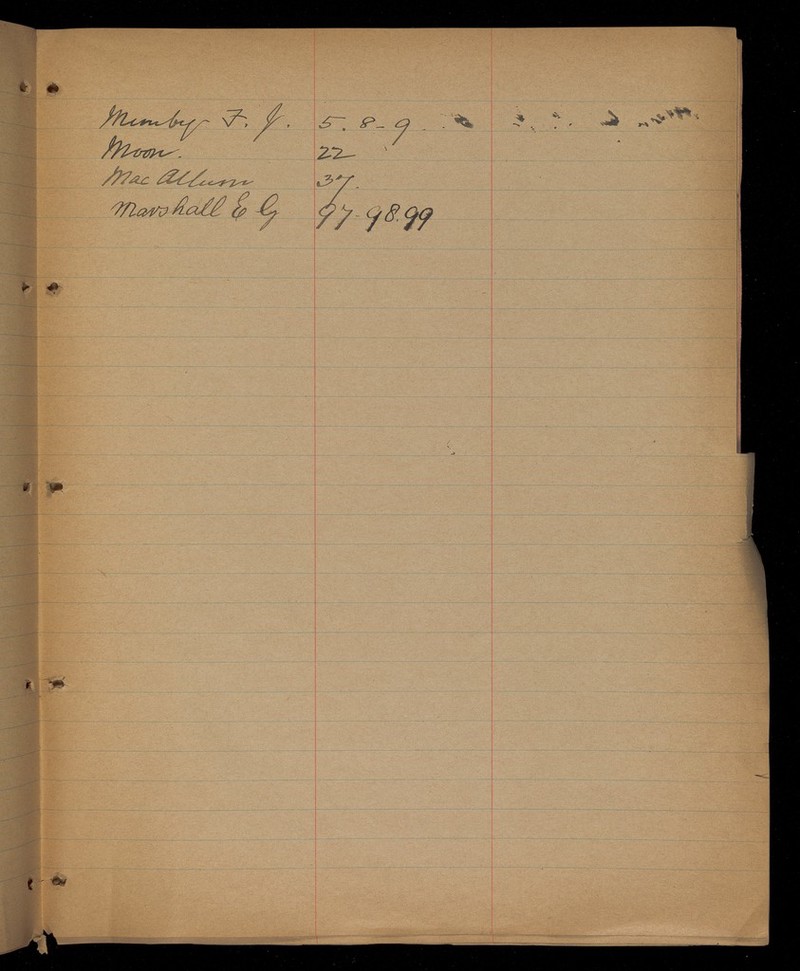 Mumby F. J. 5. 8-9
Moon. 22
Mac Allum 37.
Marshall E G 97-98.99